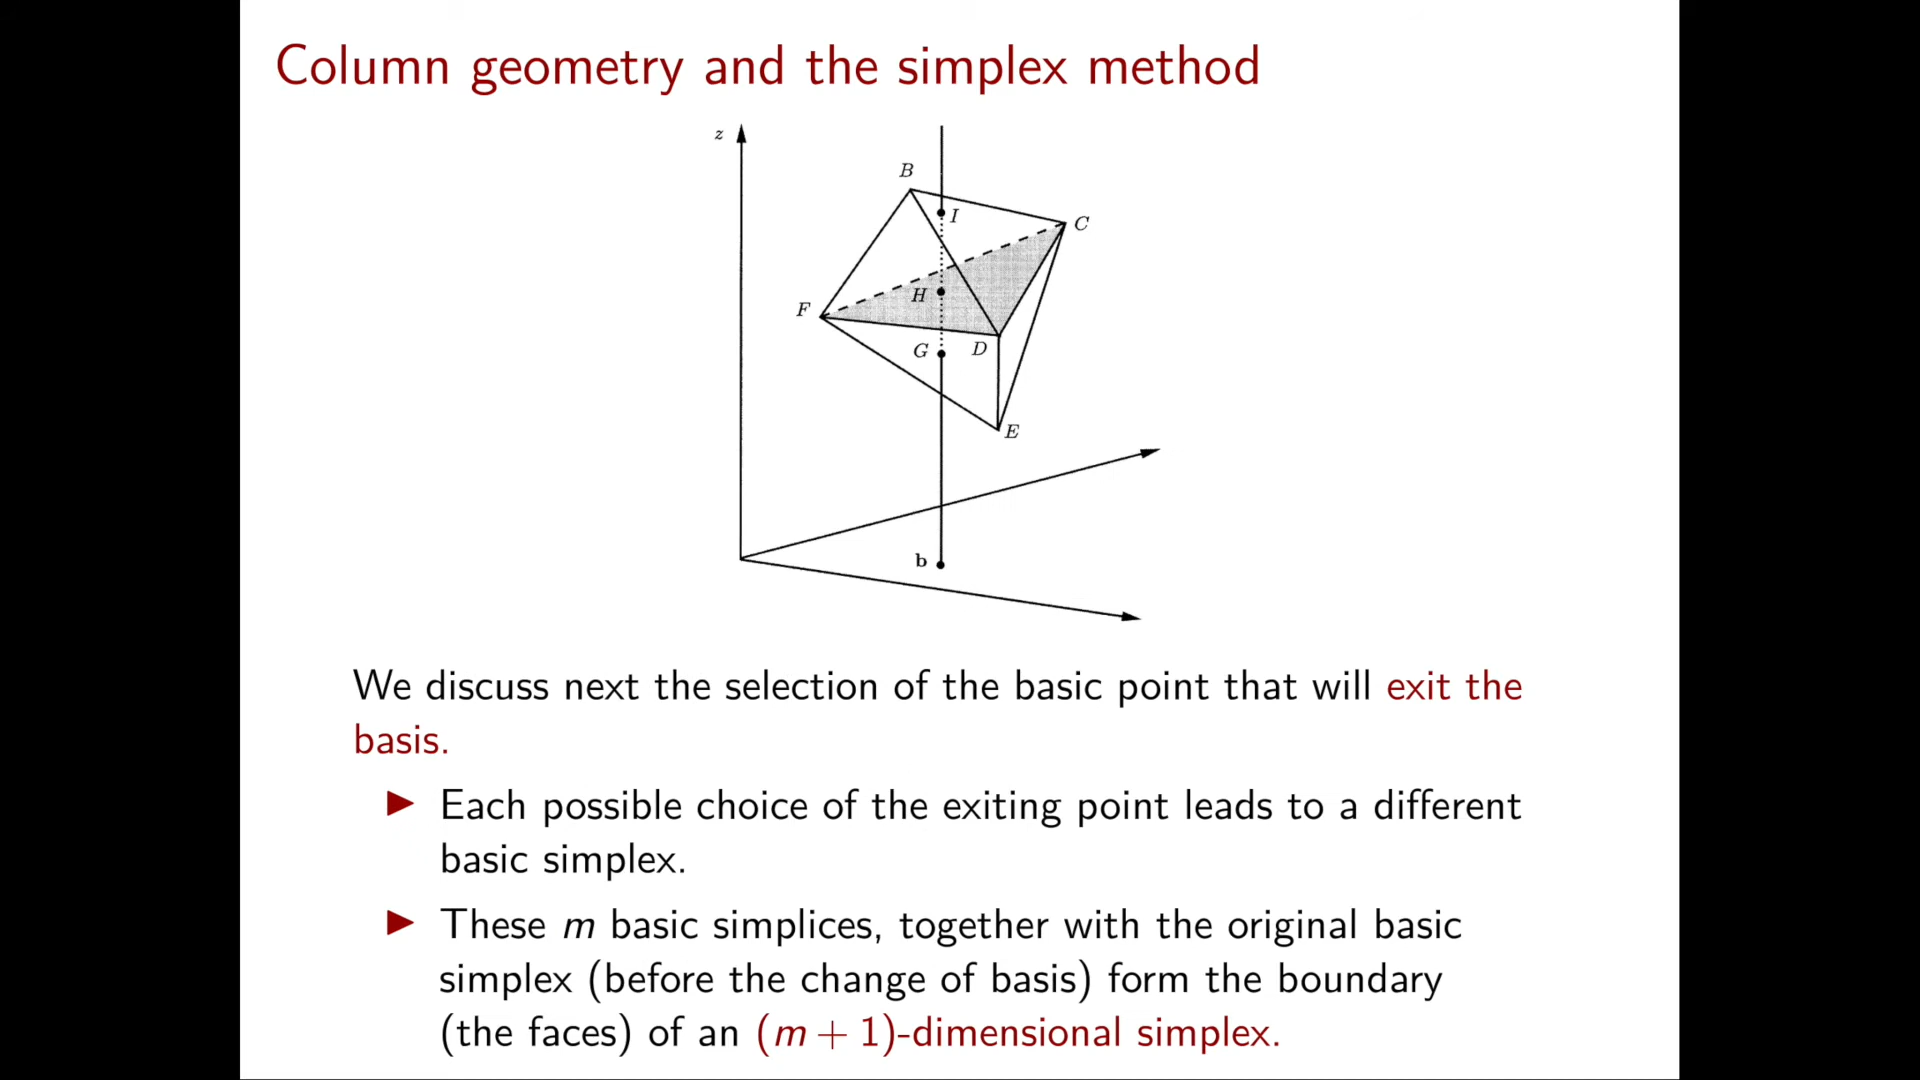 Column geometry and the simplex method
z
B
I
C
H
F
G
D
E
b
We discuss next the selection of the basic point that will exit the
basis.
▶ Each possible choice of the exiting point leads to a different
basic simplex.
▶ These m basic simplices, together with the original basic
simplex (before the change of basis) form the boundary
(the faces) of an (m + 1)-dimensional simplex.